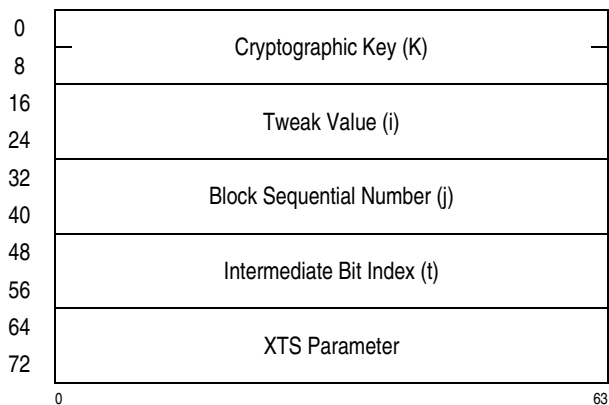 0
Cryptographic Key (K)
8
16
Tweak Value (i)
24
32
Block Sequential Number (j)
40
48
Intermediate Bit Index (t)
56
64
XTS Parameter
72
0 63